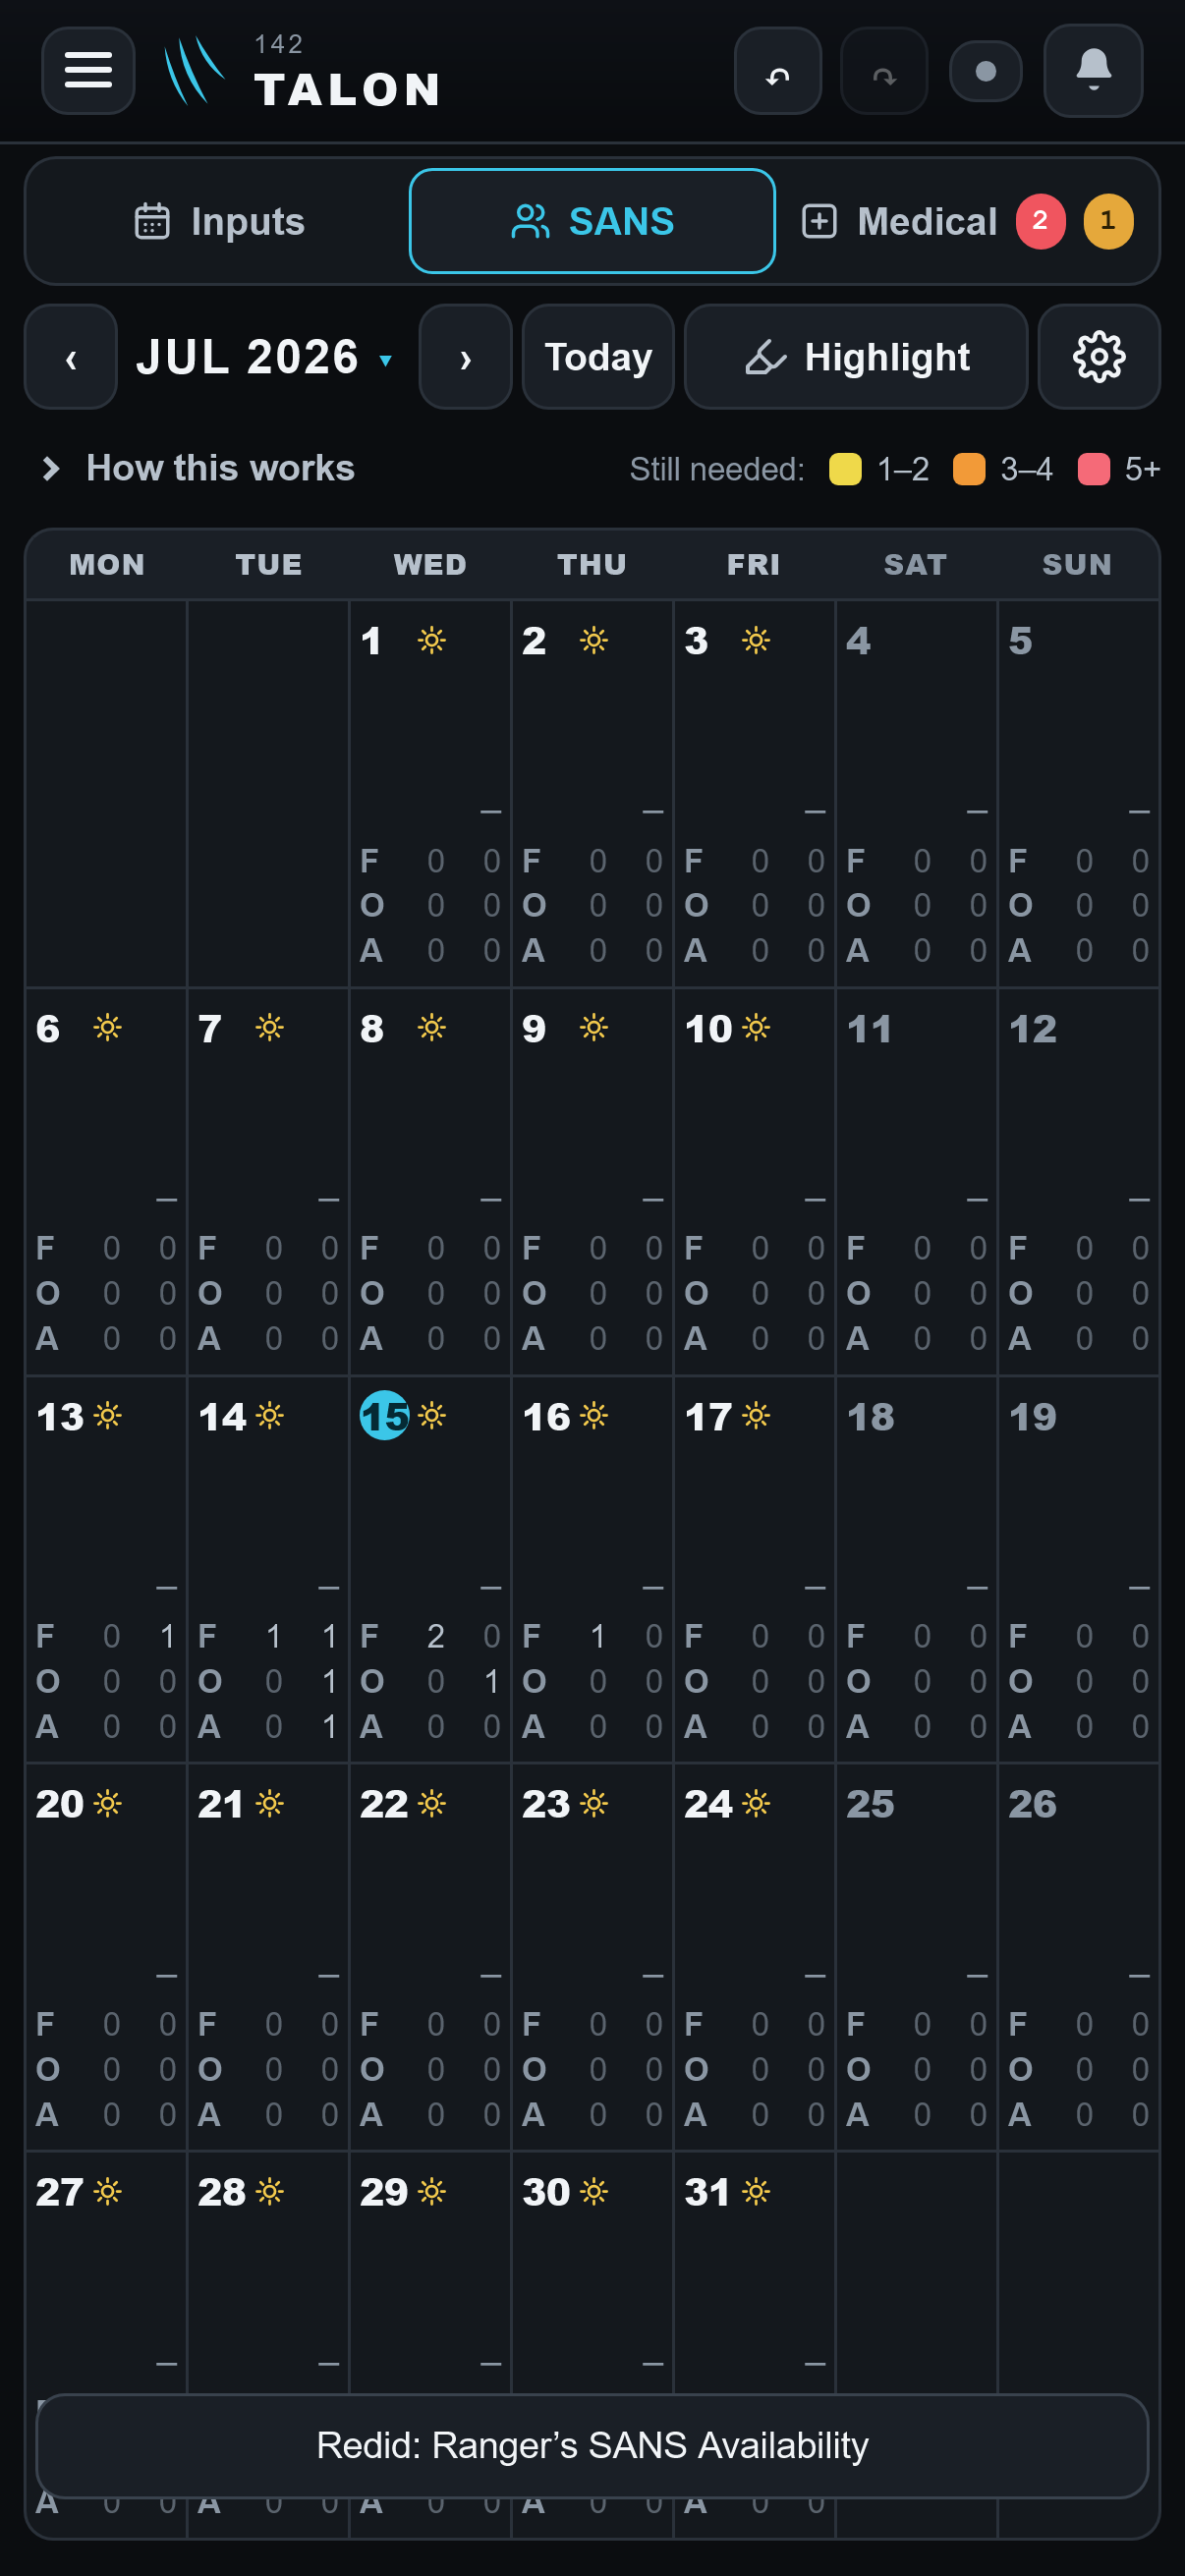 142
TALON
Inputs SANS Medical 2 1
‹ JUL 2026 › Today Highlight
How this works Still needed: 1–2 3–4 5+
MON TUE WED THU FRI SAT SUN
1 2 3 4 5
– – – – –
F 0 0 F 0 0 F 0 0 F 0 0 F 0 0
O 0 0 O 0 0 O 0 0 O 0 0 O 0 0
A 0 0 A 0 0 A 0 0 A 0 0 A 0 0
6 7 8 9 10 11 12
– – – – – – –
F 0 0 F 0 0 F 0 0 F 0 0 F 0 0 F 0 0 F 0 0
O 0 0 O 0 0 O 0 0 O 0 0 O 0 0 O 0 0 O 0 0
A 0 0 A 0 0 A 0 0 A 0 0 A 0 0 A 0 0 A 0 0
13 14 15 16 17 18 19
– – – – – – –
F 0 1 F 1 1 F 2 0 F 1 0 F 0 0 F 0 0 F 0 0
O 0 0 O 0 1 O 0 1 O 0 0 O 0 0 O 0 0 O 0 0
A 0 0 A 0 1 A 0 0 A 0 0 A 0 0 A 0 0 A 0 0
20 21 22 23 24 25 26
– – – – – – –
F 0 0 F 0 0 F 0 0 F 0 0 F 0 0 F 0 0 F 0 0
O 0 0 O 0 0 O 0 0 O 0 0 O 0 0 O 0 0 O 0 0
A 0 0 A 0 0 A 0 0 A 0 0 A 0 0 A 0 0 A 0 0
27 28 29 30 31
– – – – –
Redid: Ranger’s SANS Availability
A 0 0 A 0 0 A 0 0 A 0 0 A 0 0